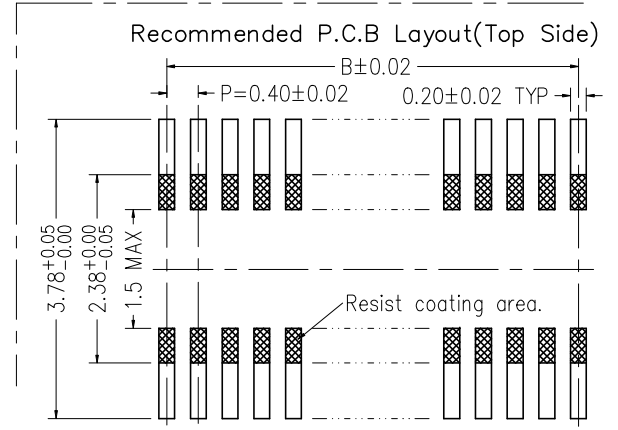 Recommended P.C.B Layout(Top Side)
B±0.02
P=0.40±0.02
0.20±0.02 TYP
3.78+0.05 -0.00
2.38+0.00 -0.05
1.5 MAX
Resist coating area.